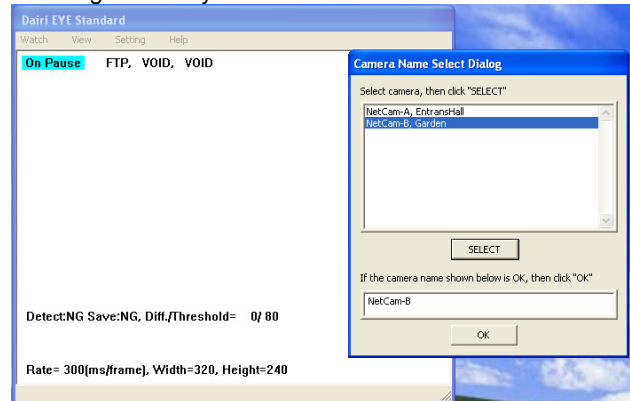 Dairi EYE Standard
Watch View Setting Help
On Pause FTP, VOID, VOID
Detect:NG Save:NG, Diff./Threshold= 0/ 80
Rate= 300(ms/frame), Width=320, Height=240
Camera Name Select Dialog
Select camera, then click "SELECT"
NetCam-A, EntransHall
NetCam-B, Garden
SELECT
If the camera name shown below is OK, then click "OK"
NetCam-B
OK